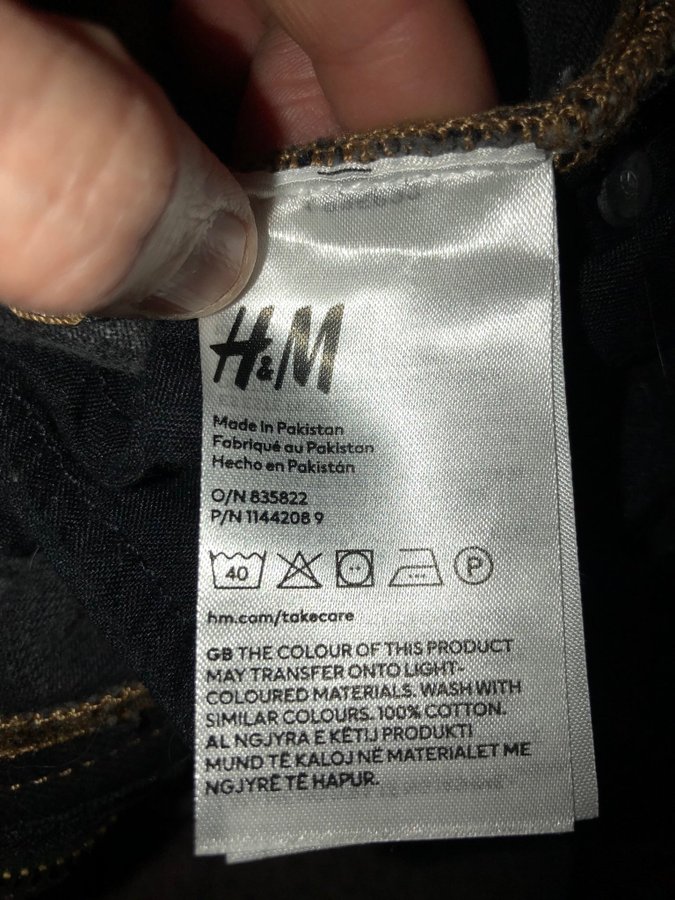 H&M
Made in Pakistan
Fabriqué au Pakistan
Hecho en Pakistán
O/N 835822
P/N 1144208 9
40
P
hm.com/takecare
GB THE COLOUR OF THIS PRODUCT
MAY TRANSFER ONTO LIGHT-
COLOURED MATERIALS. WASH WITH
SIMILAR COLOURS. 100% COTTON.
AL NGJYRA E KËTIJ PRODUKTI
MUND TË KALOJ NË MATERIALET ME
NGJYRË TË HAPUR.